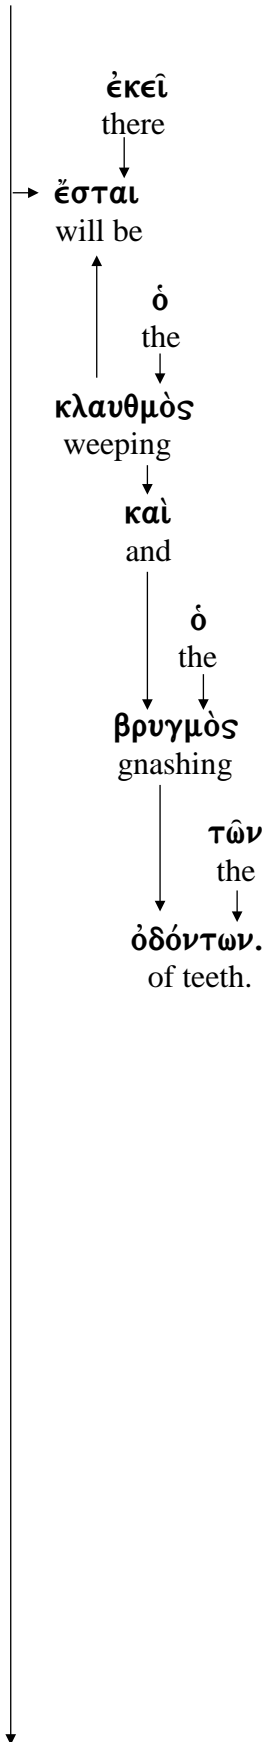 ἐκεῖ
there
ἔσται
will be
ὁ
the
κλαυθμὸς
weeping
καὶ
and
ὁ
the
βρυγμὸς
gnashing
τῶν
the
ὀδόντων.
of teeth.